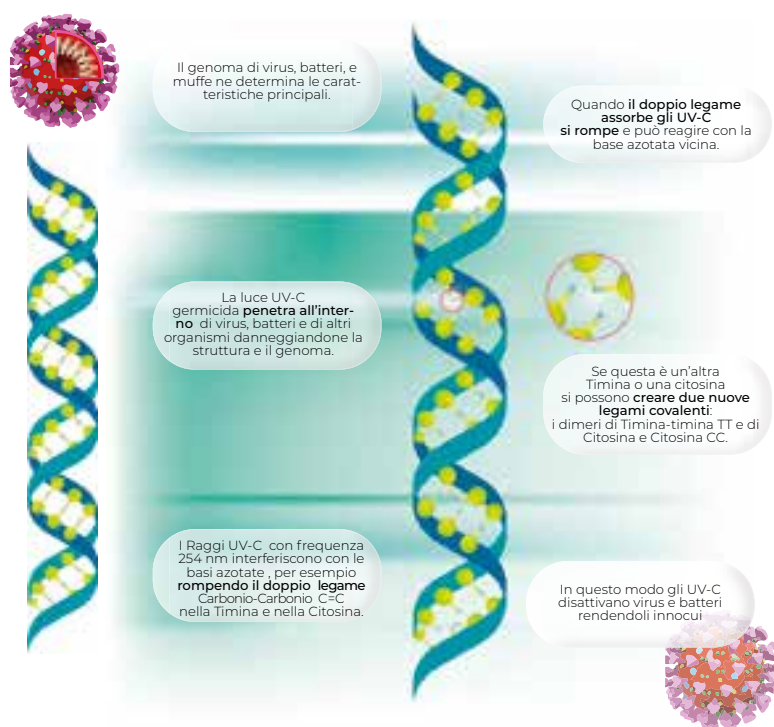 Il genoma di virus, batteri, e
muffe ne determina le carat-
teristiche principali.
La luce UV-C
germicida penetra all'inter-
no di virus, batteri e di altri
organismi danneggiandone la
struttura e il genoma.
I Raggi UV-C con frequenza
254 nm interferiscono con le
basi azotate , per esempio
rompendo il doppio legame
Carbonio-Carbonio C=C
nella Timina e nella Citosina.
Quando il doppio legame
assorbe gli UV-C
si rompe e può reagire con la
base azotata vicina.
Se questa è un'altra
Timina o una citosina
si possono creare due nuove
legami covalenti:
i dimeri di Timina-timina TT e di
Citosina e Citosina CC.
In questo modo gli UV-C
disattivano virus e batteri
rendendoli innocui